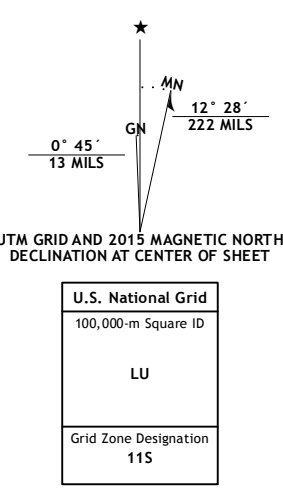 ★
MN
GN
12° 28´
222 MILS
0° 45´
13 MILS
UTM GRID AND 2015 MAGNETIC NORTH
DECLINATION AT CENTER OF SHEET
U.S. National Grid
100,000-m Square ID
LU
Grid Zone Designation
11S